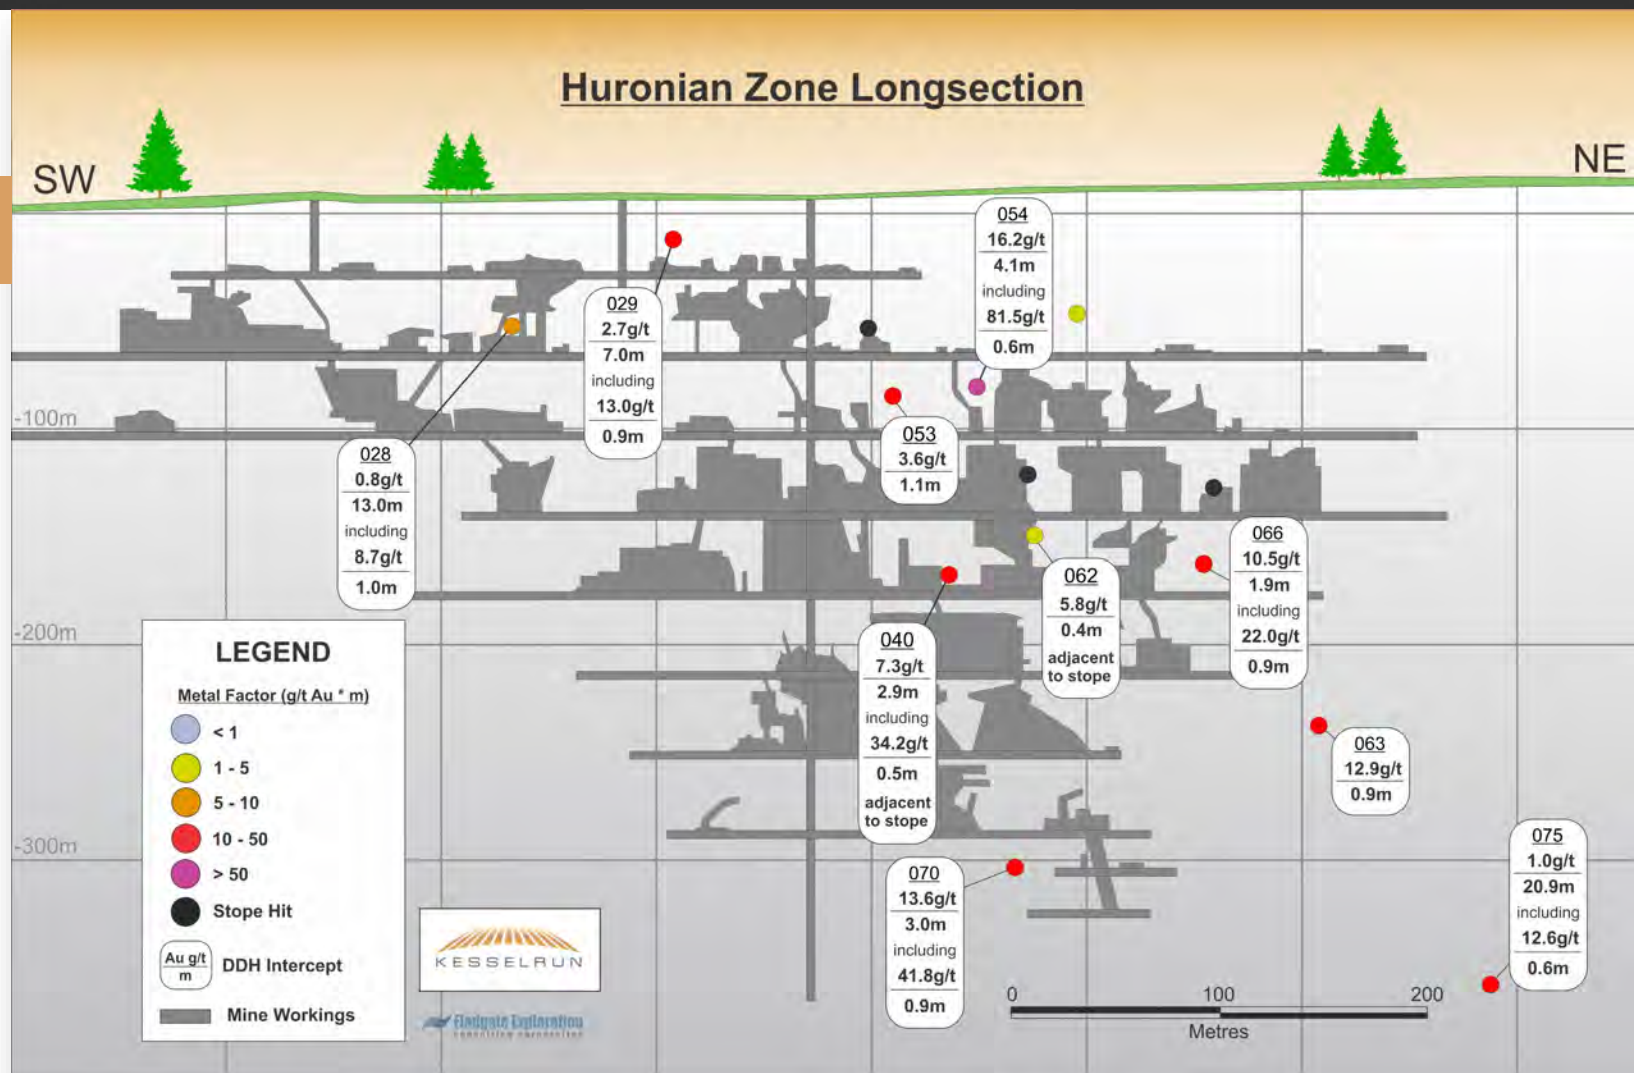 Huronian Zone Longsection
SW
NE
054
16.2g/t
4.1m
including
81.5g/t
0.6m
029
2.7g/t
7.0m
including
13.0g/t
0.9m
-100m
053
3.6g/t
1.1m
028
0.8g/t
13.0m
including
8.7g/t
1.0m
066
10.5g/t
1.9m
including
22.0g/t
0.9m
062
5.8g/t
0.4m
adjacent
to stope
-200m
040
7.3g/t
2.9m
including
34.2g/t
0.5m
adjacent
to stope
063
12.9g/t
0.9m
-300m
075
1.0g/t
20.9m
including
12.6g/t
0.6m
070
13.6g/t
3.0m
including
41.8g/t
0.9m
LEGEND
Metal Factor (g/t Au * m)
< 1
1 - 5
5 - 10
10 - 50
> 50
Stope Hit
Au g/t
m
DDH Intercept
Mine Workings
KESSELRUN
Fladgate Exploration
consulting corporation
0 100 200
Metres